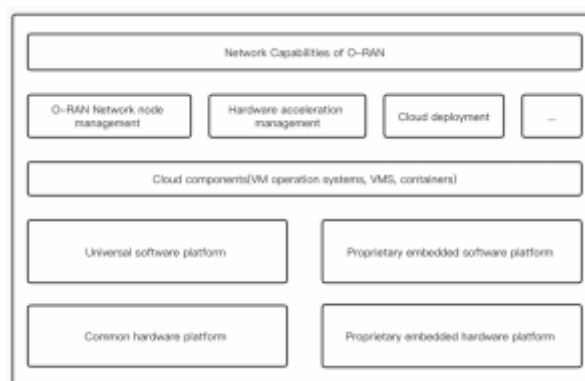 Network Capabilities of O-RAN
O-RAN Network node
management
Hardware acceleration
management
Cloud deployment
...
Cloud components(VM operation systems, VMS, containers)
Universal software platform
Proprietary embedded software platform
Common hardware platform
Proprietary embedded hardware platform